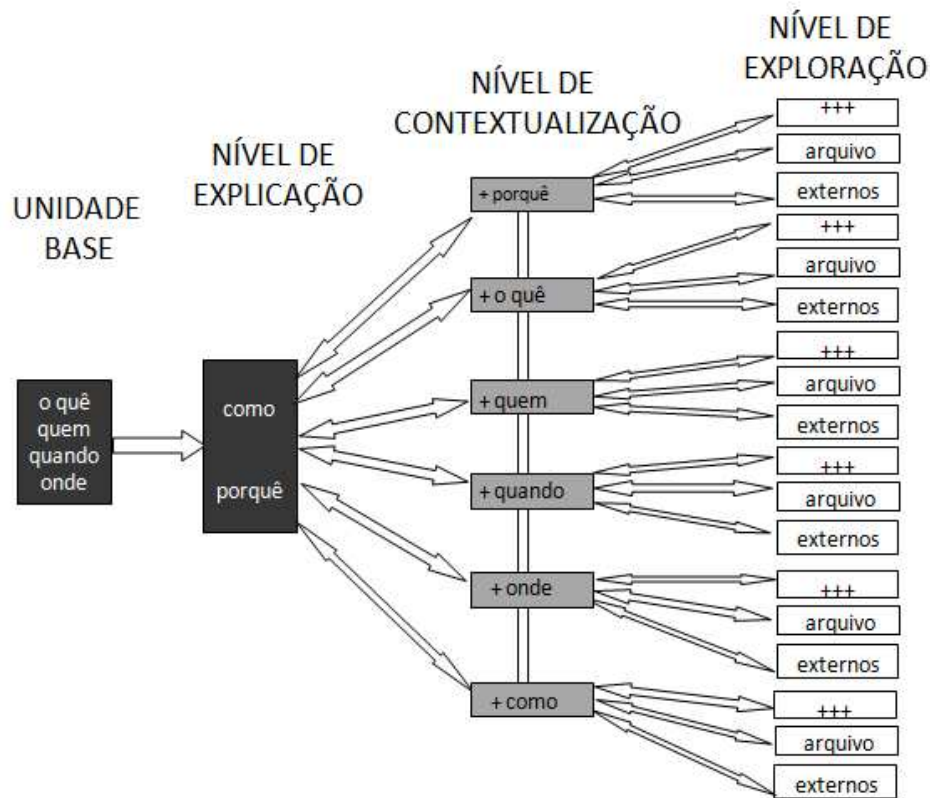 UNIDADE
BASE
o quê
quem
quando
onde
NÍVEL DE
EXPLICAÇÃO
como
porquê
NÍVEL DE
CONTEXTUALIZAÇÃO
+ porquê
+ o quê
+ quem
+ quando
+ onde
+ como
NÍVEL DE
EXPLORAÇÃO
+++
arquivo
externos
+++
arquivo
externos
+++
arquivo
externos
+++
arquivo
externos
+++
arquivo
externos
+++
arquivo
externos